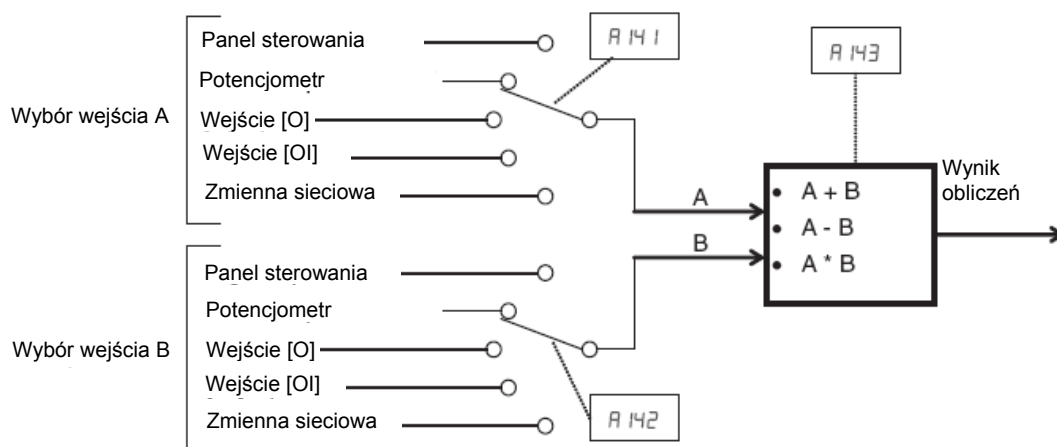 Wybór wejścia A
Panel sterowania
Potencjometr
Wejście [O]
Wejście [OI]
Zmienna sieciowa
A141
A143
A
B
• A + B
• A - B
• A * B
Wynik
obliczeń
Wybór wejścia B
Panel sterowania
Potencjometr
Wejście [O]
Wejście [OI]
Zmienna sieciowa
A142